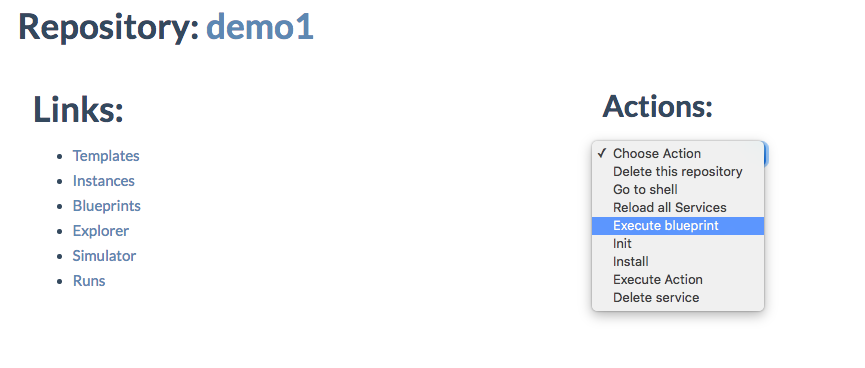 Repository: demo1
Links:
Templates
Instances
Blueprints
Explorer
Simulator
Runs
Actions:
✓ Choose Action
Delete this repository
Go to shell
Reload all Services
Execute blueprint
Init
Install
Execute Action
Delete service